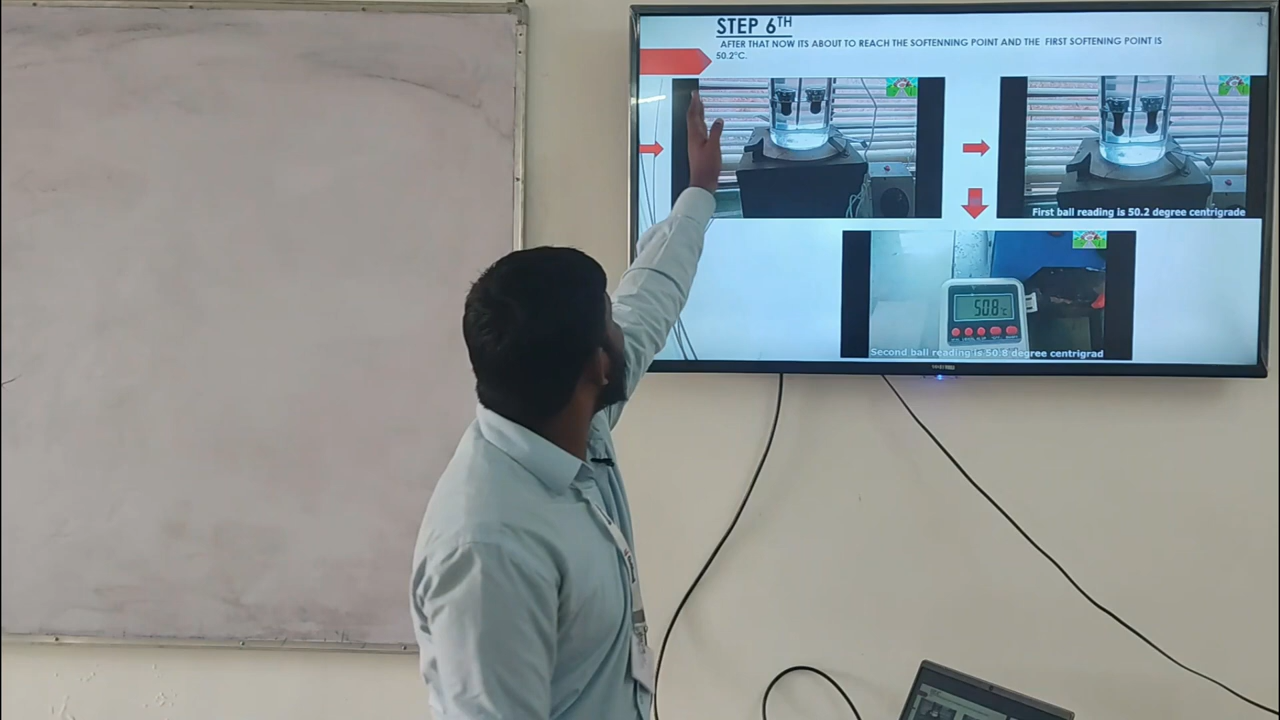 STEP 6TH
AFTER THAT NOW ITS ABOUT TO REACH THE SOFTENNING POINT AND THE FIRST SOFTENING POINT IS
50.2°C.
First ball reading is 50.2 degree centrigrade
50.8°C
Second ball reading is 50.8 degree centrigrad